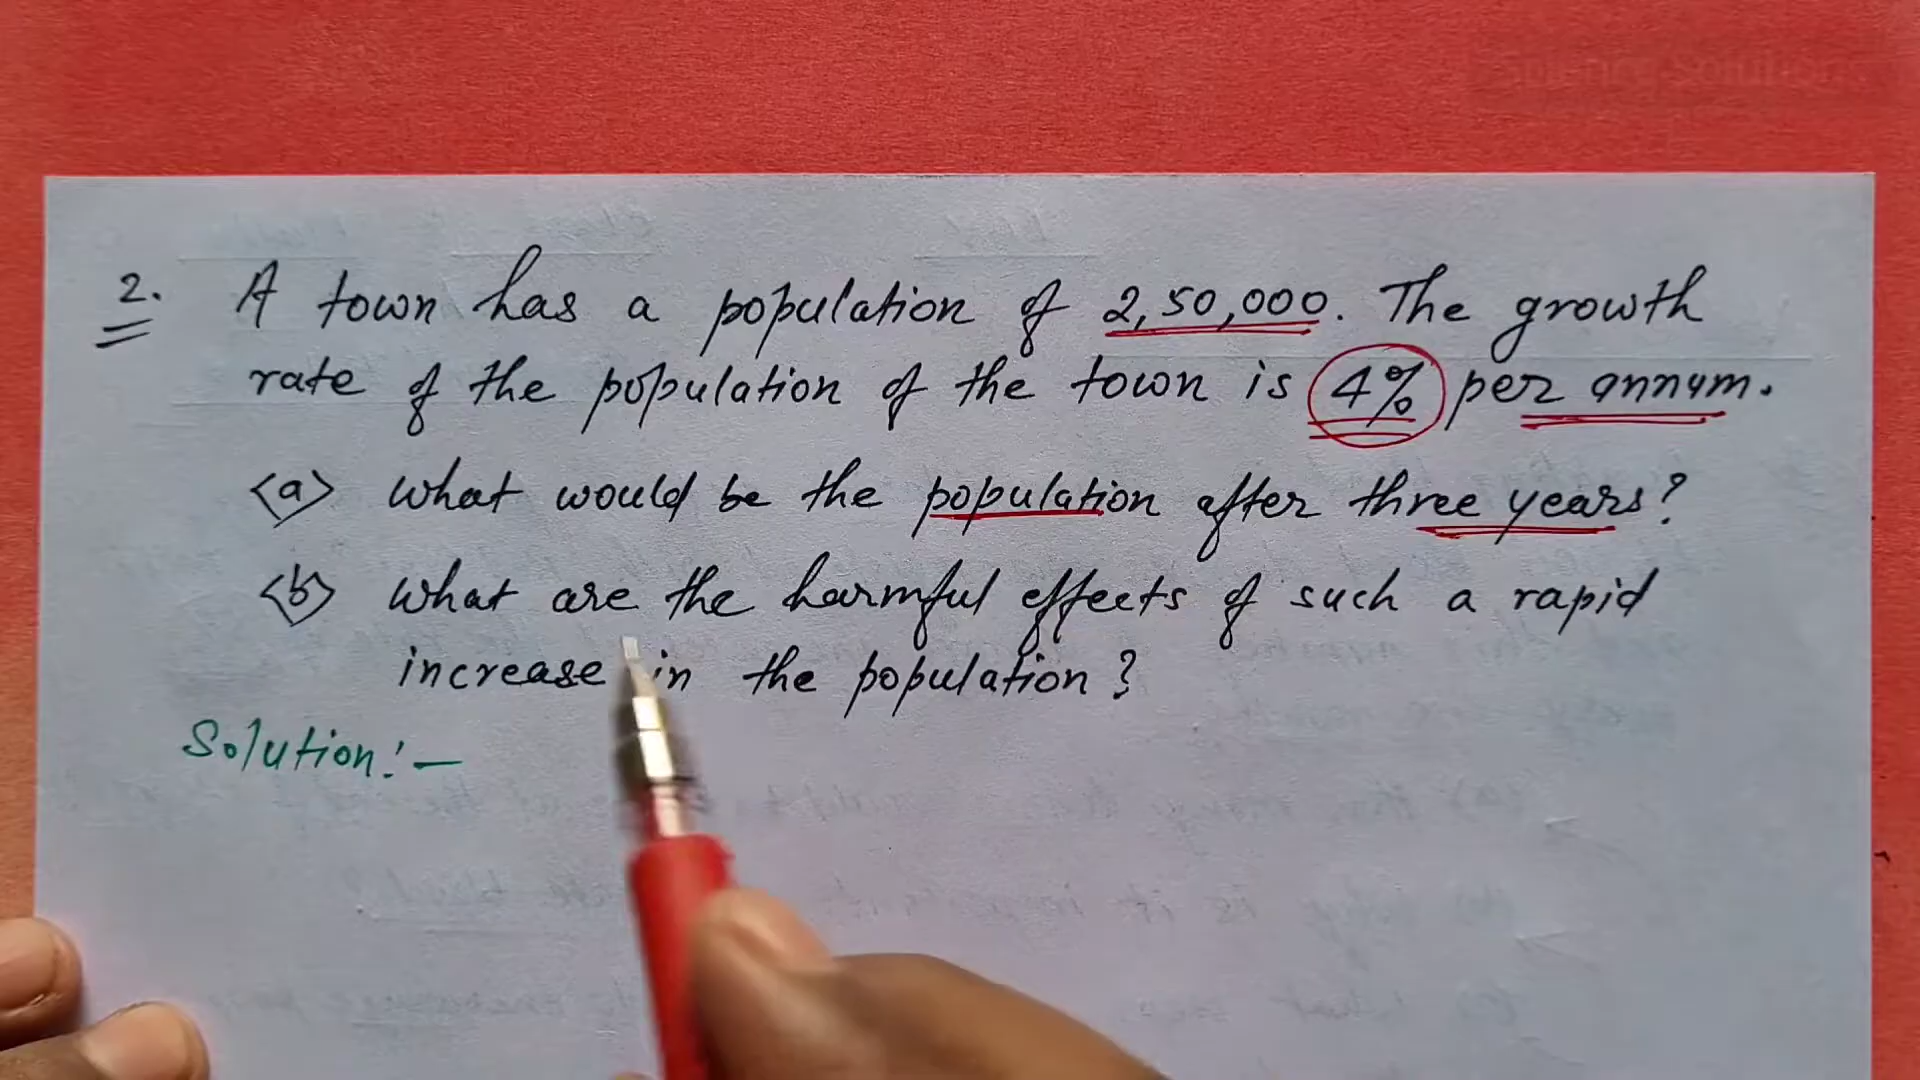 2. A town has a population of 2,50,000. The growth
rate of the population of the town is 4% per annum.
<a> What would be the population after three years?
<b> What are the harmful effects of such a rapid
increase in the population?
Solution:-